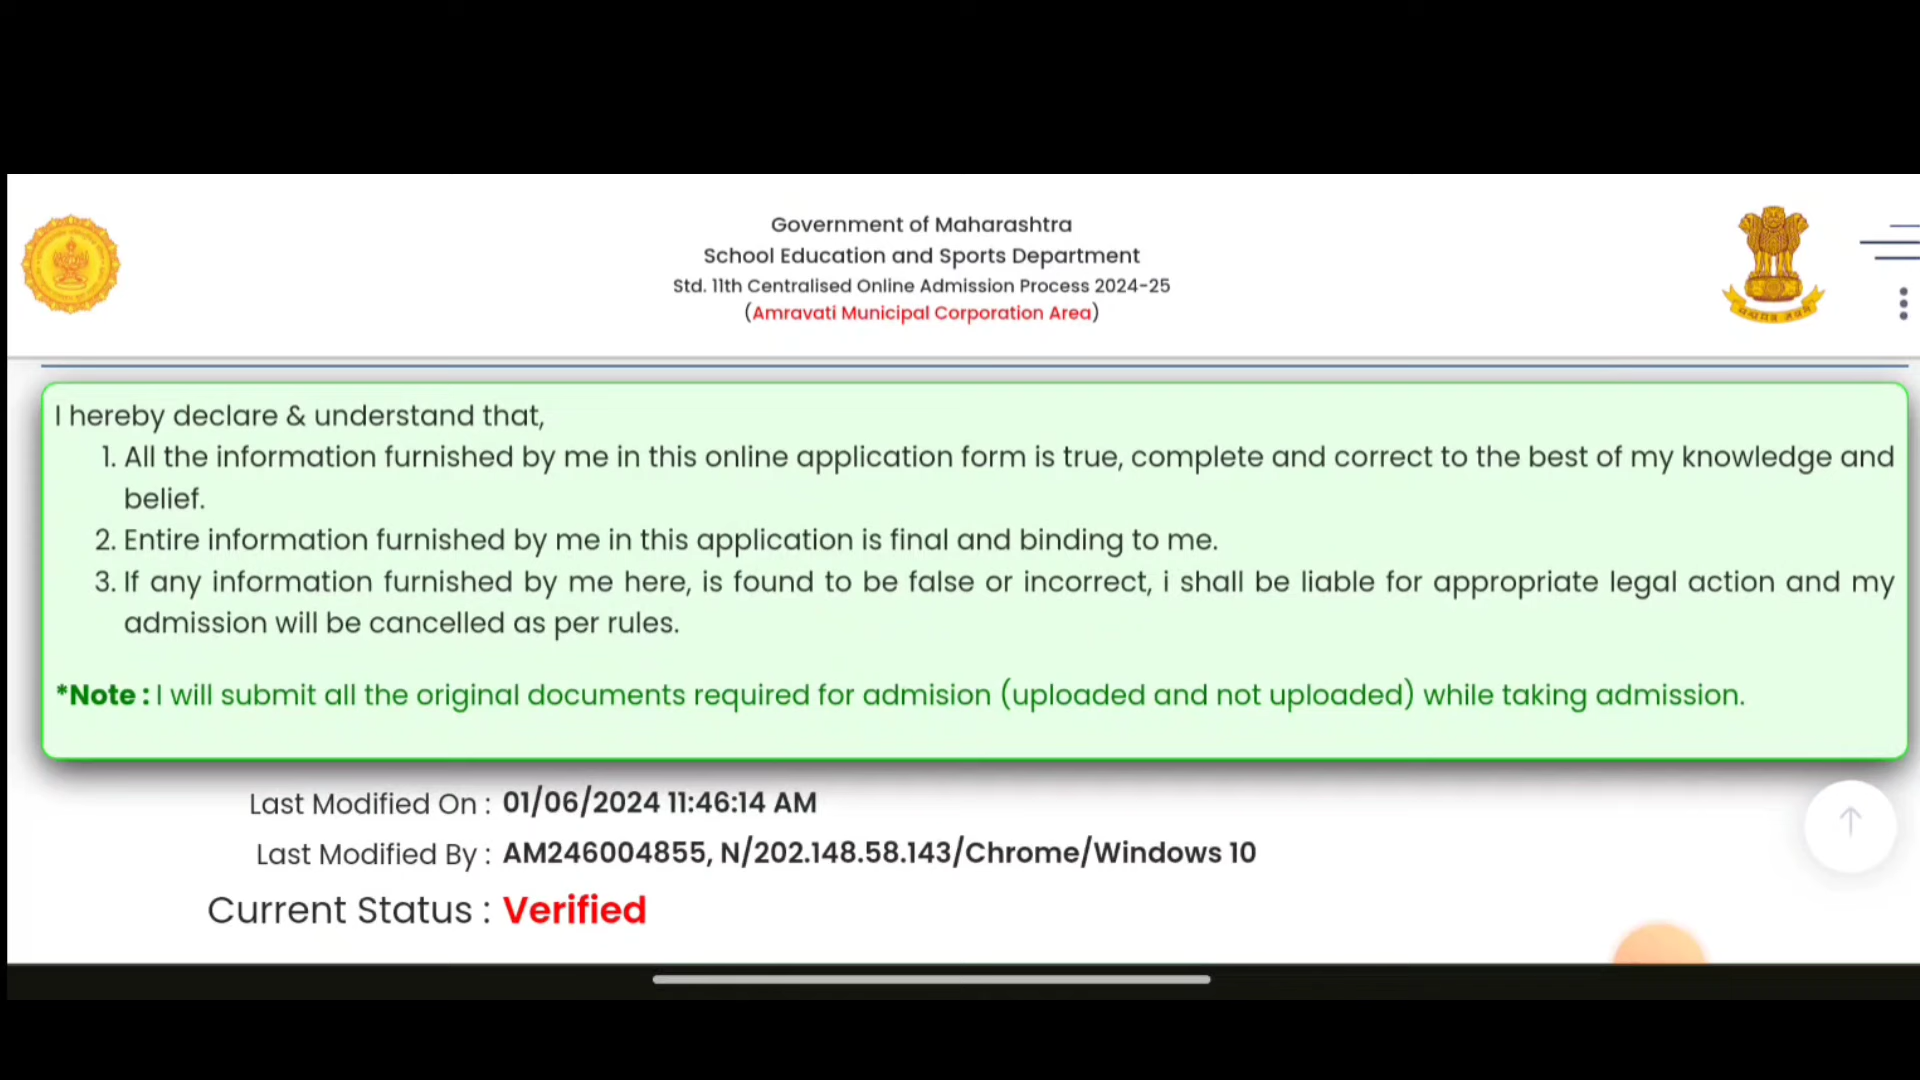 Government of Maharashtra
School Education and Sports Department
Std. 11th Centralised Online Admission Process 2024-25
(Amravati Municipal Corporation Area)
I hereby declare & understand that,
1. All the information furnished by me in this online application form is true, complete and correct to the best of my knowledge and
belief.
2. Entire information furnished by me in this application is final and binding to me.
3. If any information furnished by me here, is found to be false or incorrect, i shall be liable for appropriate legal action and my
admission will be cancelled as per rules.
*Note : I will submit all the original documents required for admision (uploaded and not uploaded) while taking admission.
Last Modified On : 01/06/2024 11:46:14 AM
Last Modified By : AM246004855, N/202.148.58.143/Chrome/Windows 10
Current Status : Verified